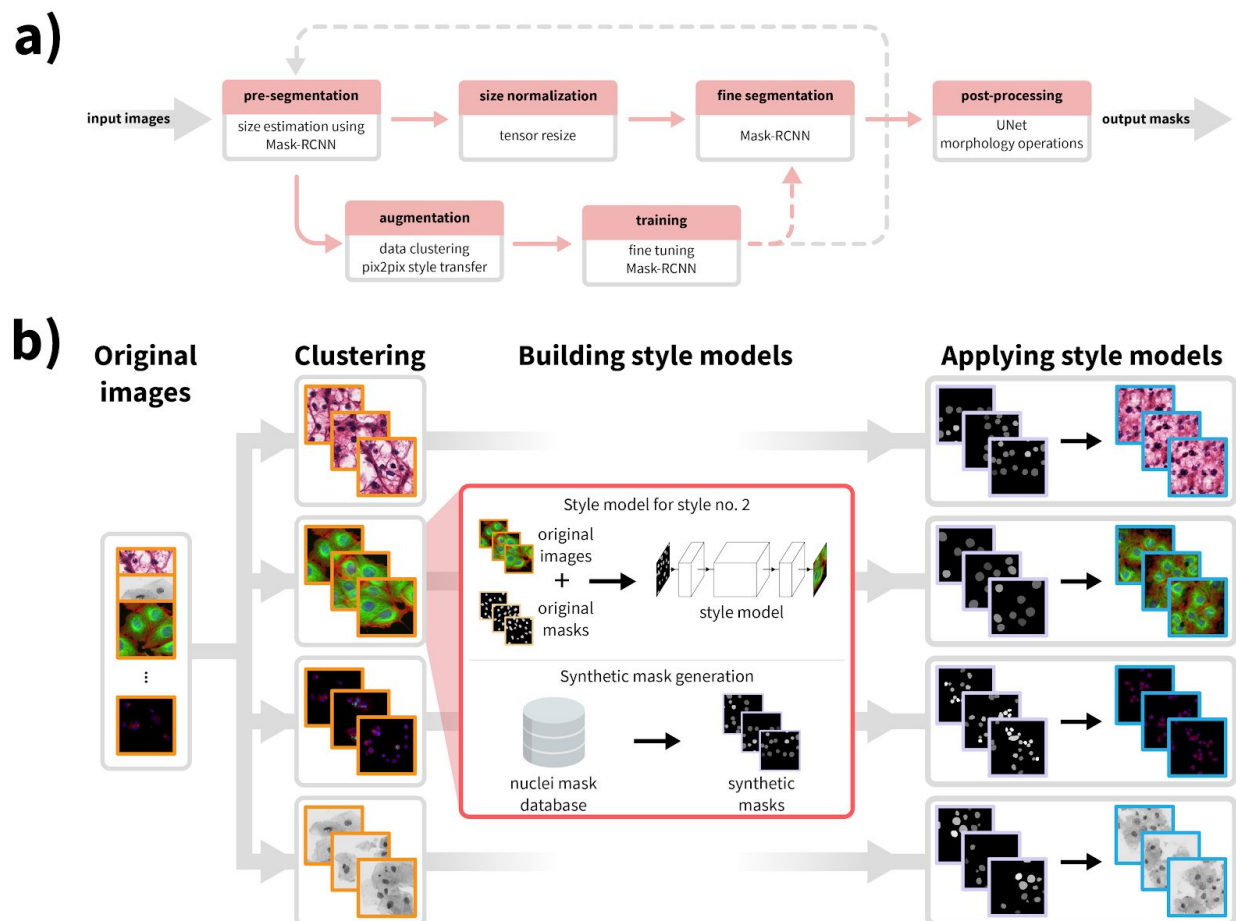 a)
input images
pre-segmentation
size estimation using
Mask-RCNN
size normalization
tensor resize
fine segmentation
Mask-RCNN
post-processing
UNet
morphology operations
output masks
augmentation
data clustering
pix2pix style transfer
training
fine tuning
Mask-RCNN
b)
Original
images
Clustering
Building style models
Applying style models
...
Style model for style no. 2
original
images
+
original
masks
style model
Synthetic mask generation
nuclei mask
database
synthetic
masks